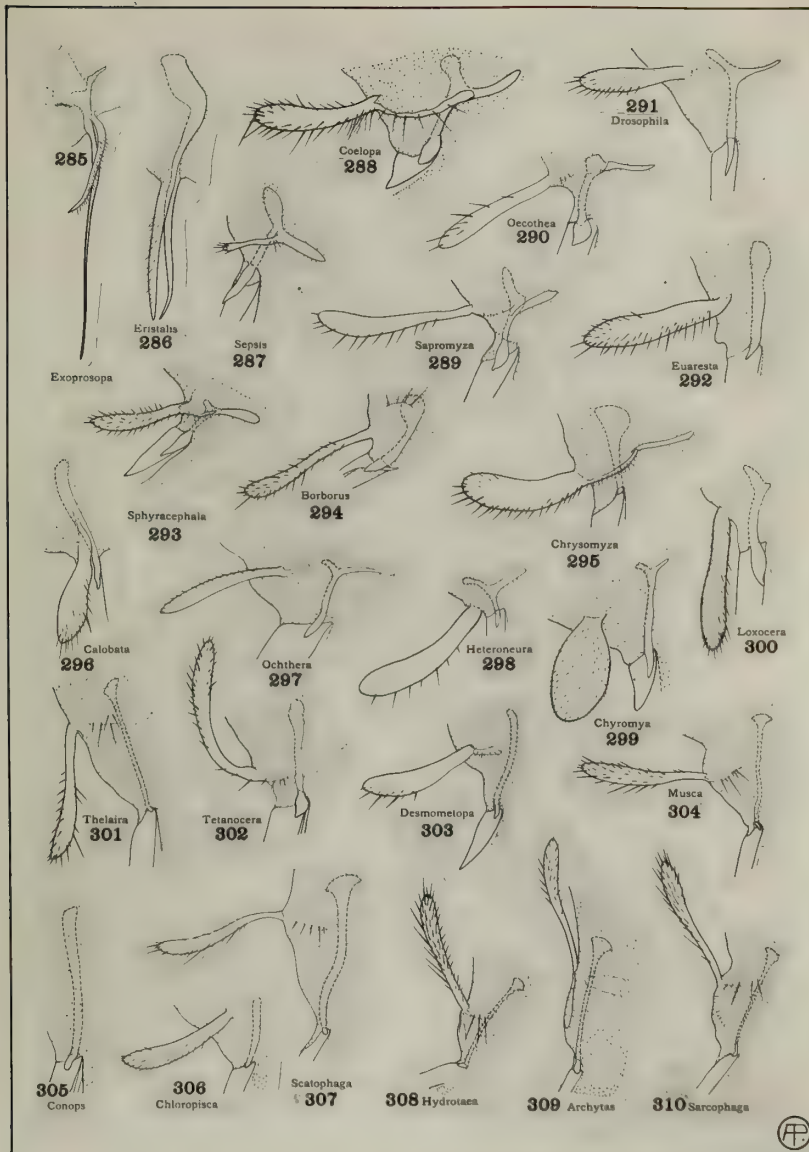 285
Exoprosopa
Eristalis
286
Sepsis
287
Coelopa
288
291
Drosophila
Oecothea
290
Sapromyza
289
Euaresta
292
Sphyracephala
293
Borborus
294
Chrysomyza
295
Calobata
296
Ochthera
297
Heteroneura
298
Chyromya
299
Loxocera
300
Thelaira
301
Tetanocera
302
Desmometopa
303
Musca
304
305
Conops
306
Chloropisca
Scatophaga
307
308 Hydrotaea
309 Archytas
310 Sarcophaga
AP.